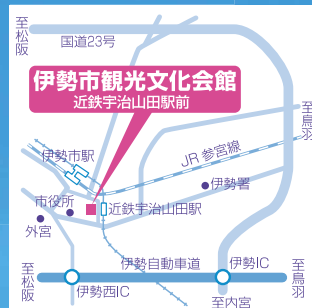 至松阪
国道23号
伊勢市観光文化会館
近鉄宇治山田駅前
至鳥羽
JR 参宮線
伊勢市駅
伊勢署
市役所
近鉄宇治山田駅
外宮
伊勢自動車道
伊勢IC
至松阪
至鳥羽
伊勢西IC
至内宮